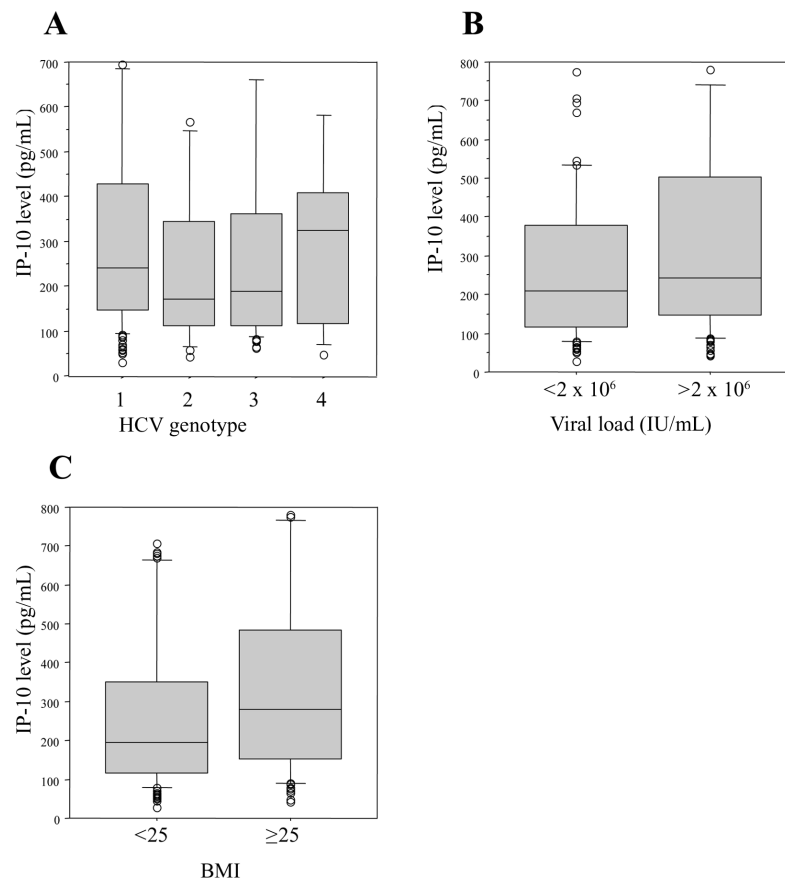 A
IP-10 level (pg/mL)
700
600
500
400
300
200
100
0
1 2 3 4
HCV genotype
B
IP-10 level (pg/mL)
800
700
600
500
400
300
200
100
0
<2 x 10⁶ >2 x 10⁶
Viral load (IU/mL)
C
IP-10 level (pg/mL)
800
700
600
500
400
300
200
100
0
<25 ≥25
BMI